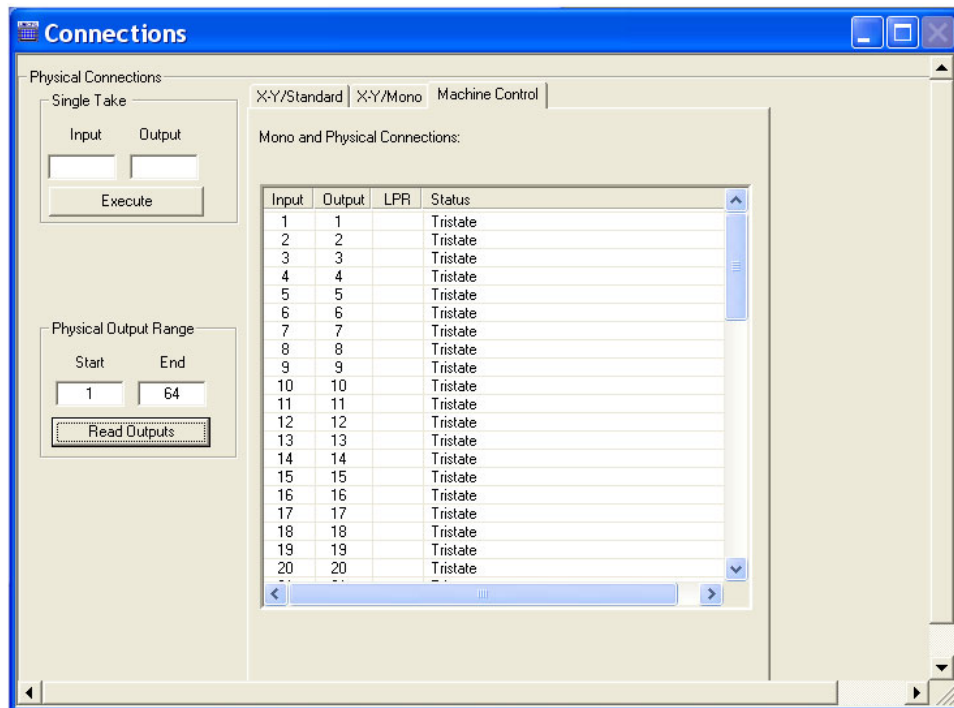 Connections
Physical Connections
Single Take
Input Output
Execute
Physical Output Range
Start End
1 64
Read Outputs
X-Y/Standard X-Y/Mono Machine Control
Mono and Physical Connections:
Input Output LPR Status
1 1 Tristate
2 2 Tristate
3 3 Tristate
4 4 Tristate
5 5 Tristate
6 6 Tristate
7 7 Tristate
8 8 Tristate
9 9 Tristate
10 10 Tristate
11 11 Tristate
12 12 Tristate
13 13 Tristate
14 14 Tristate
15 15 Tristate
16 16 Tristate
17 17 Tristate
18 18 Tristate
19 19 Tristate
20 20 Tristate